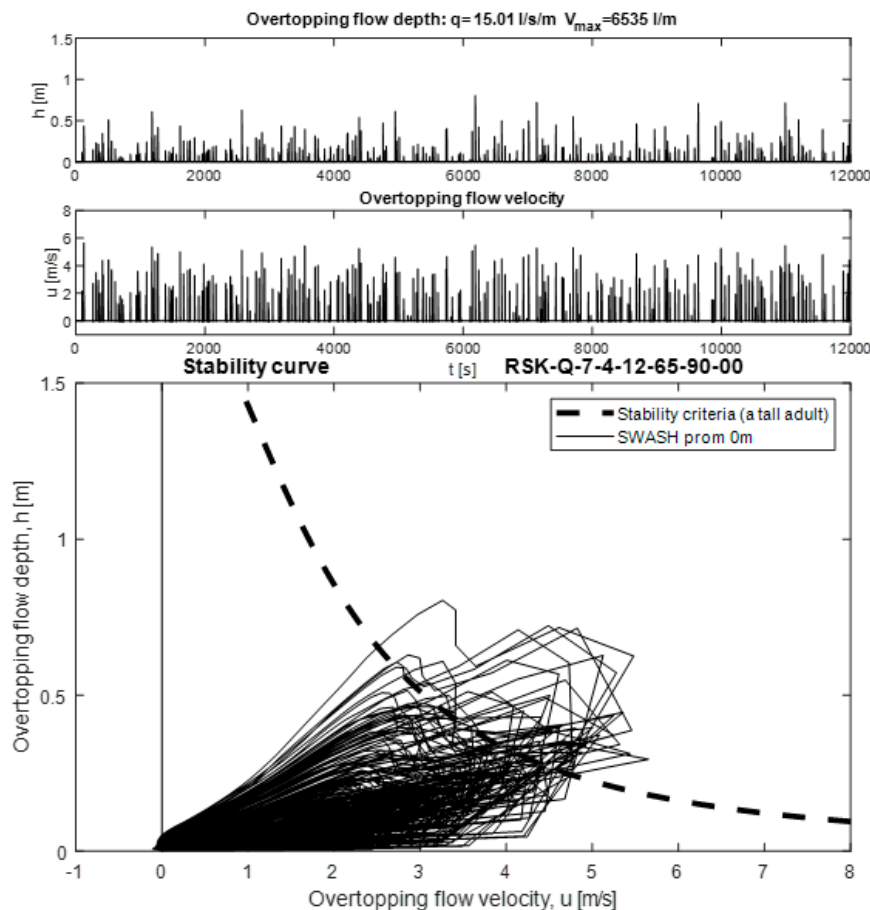 Overtopping flow depth: q= 15.01 l/s/m V_max=6535 l/m
1.5
1
0.5
0
h [m]
0 2000 4000 6000 8000 10000 12000
Overtopping flow velocity
8
6
4
2
0
u [m/s]
0 2000 4000 6000 8000 10000 12000
Stability curve t [s] RSK-Q-7-4-12-65-90-00
1.5
1
0.5
0
Overtopping flow depth, h [m]
Stability criteria (a tall adult)
SWASH prom 0m
-1 0 1 2 3 4 5 6 7 8
Overtopping flow velocity, u [m/s]